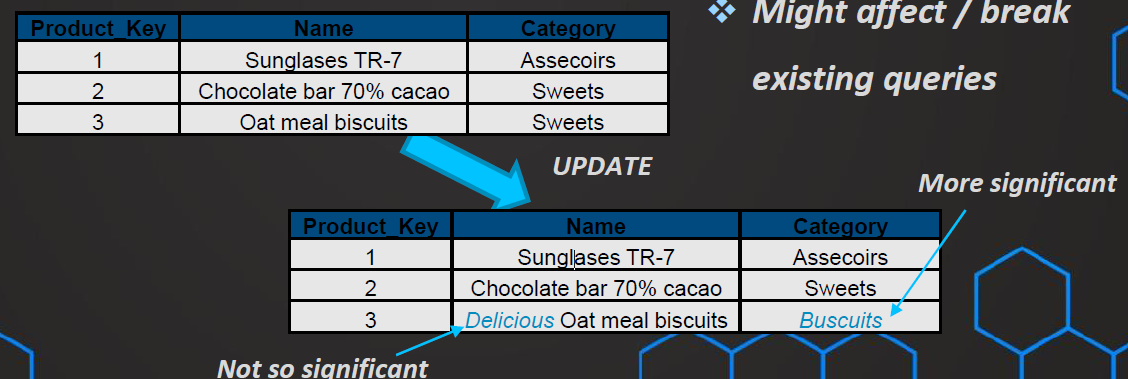 Might affect / break
existing queries
Product_Key Name Category
1 Sunglases TR-7 Assecoirs
2 Chocolate bar 70% cacao Sweets
3 Oat meal biscuits Sweets
UPDATE
More significant
Product_Key Name Category
1 Sunglases TR-7 Assecoirs
2 Chocolate bar 70% cacao Sweets
3 Delicious Oat meal biscuits Buscuits
Not so significant